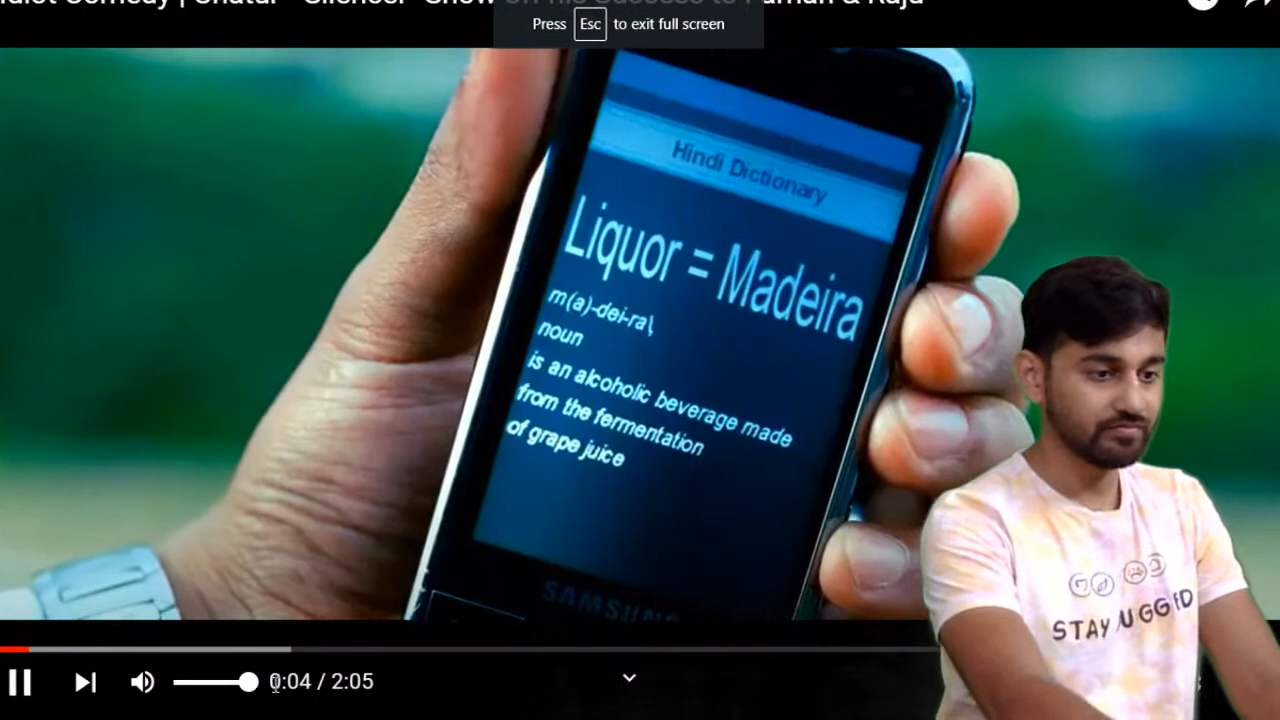 Press Esc to exit full screen
Hindi Dictionary
Liquor = Madeira
m(a)-dei-ra\
noun
is an alcoholic beverage made
from the fermentation
of grape juice
SAMSUNG
STAY RUGGED
0:04 / 2:05